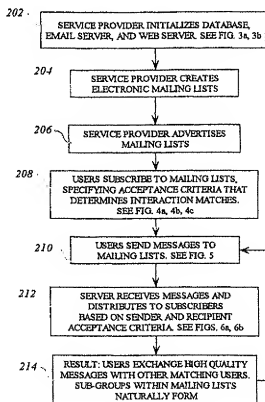 202
SERVICE PROVIDER INITIALIZES DATABASE,
EMAIL SERVER, AND WEB SERVER. SEE FIG. 3a, 3b
204
SERVICE PROVIDER CREATES
ELECTRONIC MAILING LISTS
206
SERVICE PROVIDER ADVERTISES
MAILING LISTS
208
USERS SUBSCRIBE TO MAILING LISTS,
SPECIFYING ACCEPTANCE CRITERIA THAT
DETERMINES INTERACTION MATCHES.
SEE FIG. 4a, 4b, 4c
210
USERS SEND MESSAGES TO
MAILING LISTS. SEE FIG. 5
212
SERVER RECEIVES MESSAGES AND
DISTRIBUTES TO SUBSCRIBERS
BASED ON SENDER AND RECIPIENT
ACCEPTANCE CRITERIA. SEE FIGS. 6a, 6b
214
RESULT: USERS EXCHANGE HIGH QUALITY
MESSAGES WITH OTHER MATCHING USERS.
SUB-GROUPS WITHIN MAILING LISTS
NATURALLY FORM